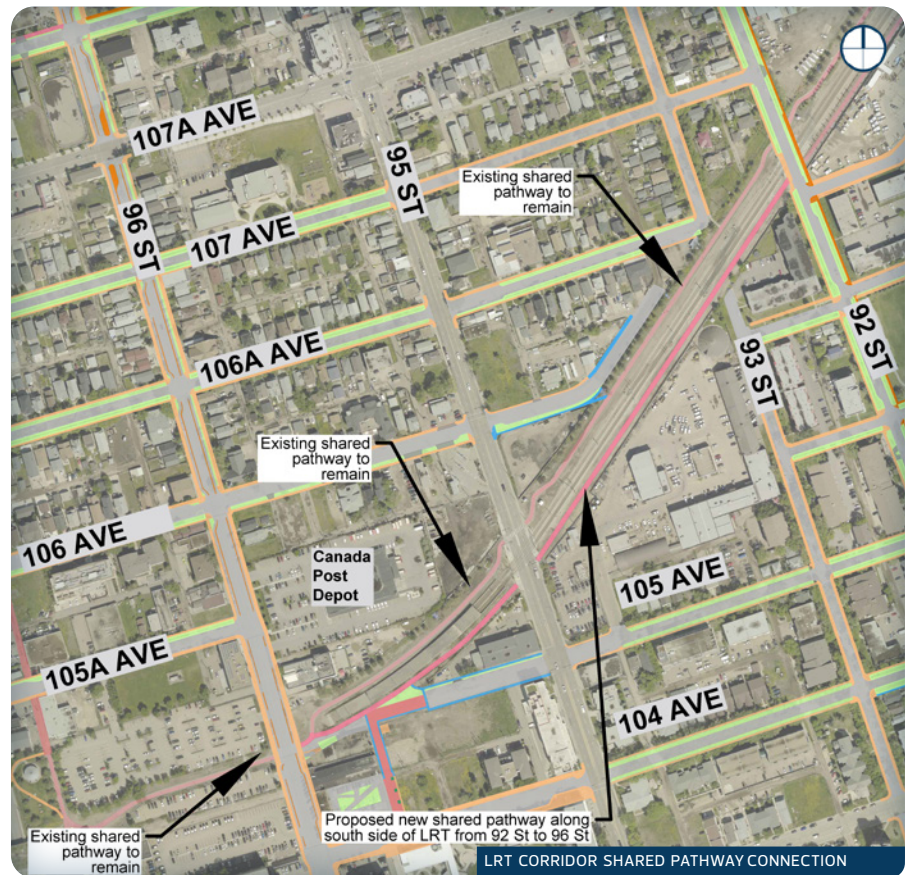 107A AVE
95 ST
Existing shared
pathway to
remain
96 ST
107 AVE
106A AVE
93 ST
92 ST
Existing shared
pathway to
remain
106 AVE
Canada
Post
Depot
105 AVE
105A AVE
104 AVE
Proposed new shared pathway along
south side of LRT from 92 St to 96 St
Existing shared
pathway to
remain
LRT CORRIDOR SHARED PATHWAY CONNECTION